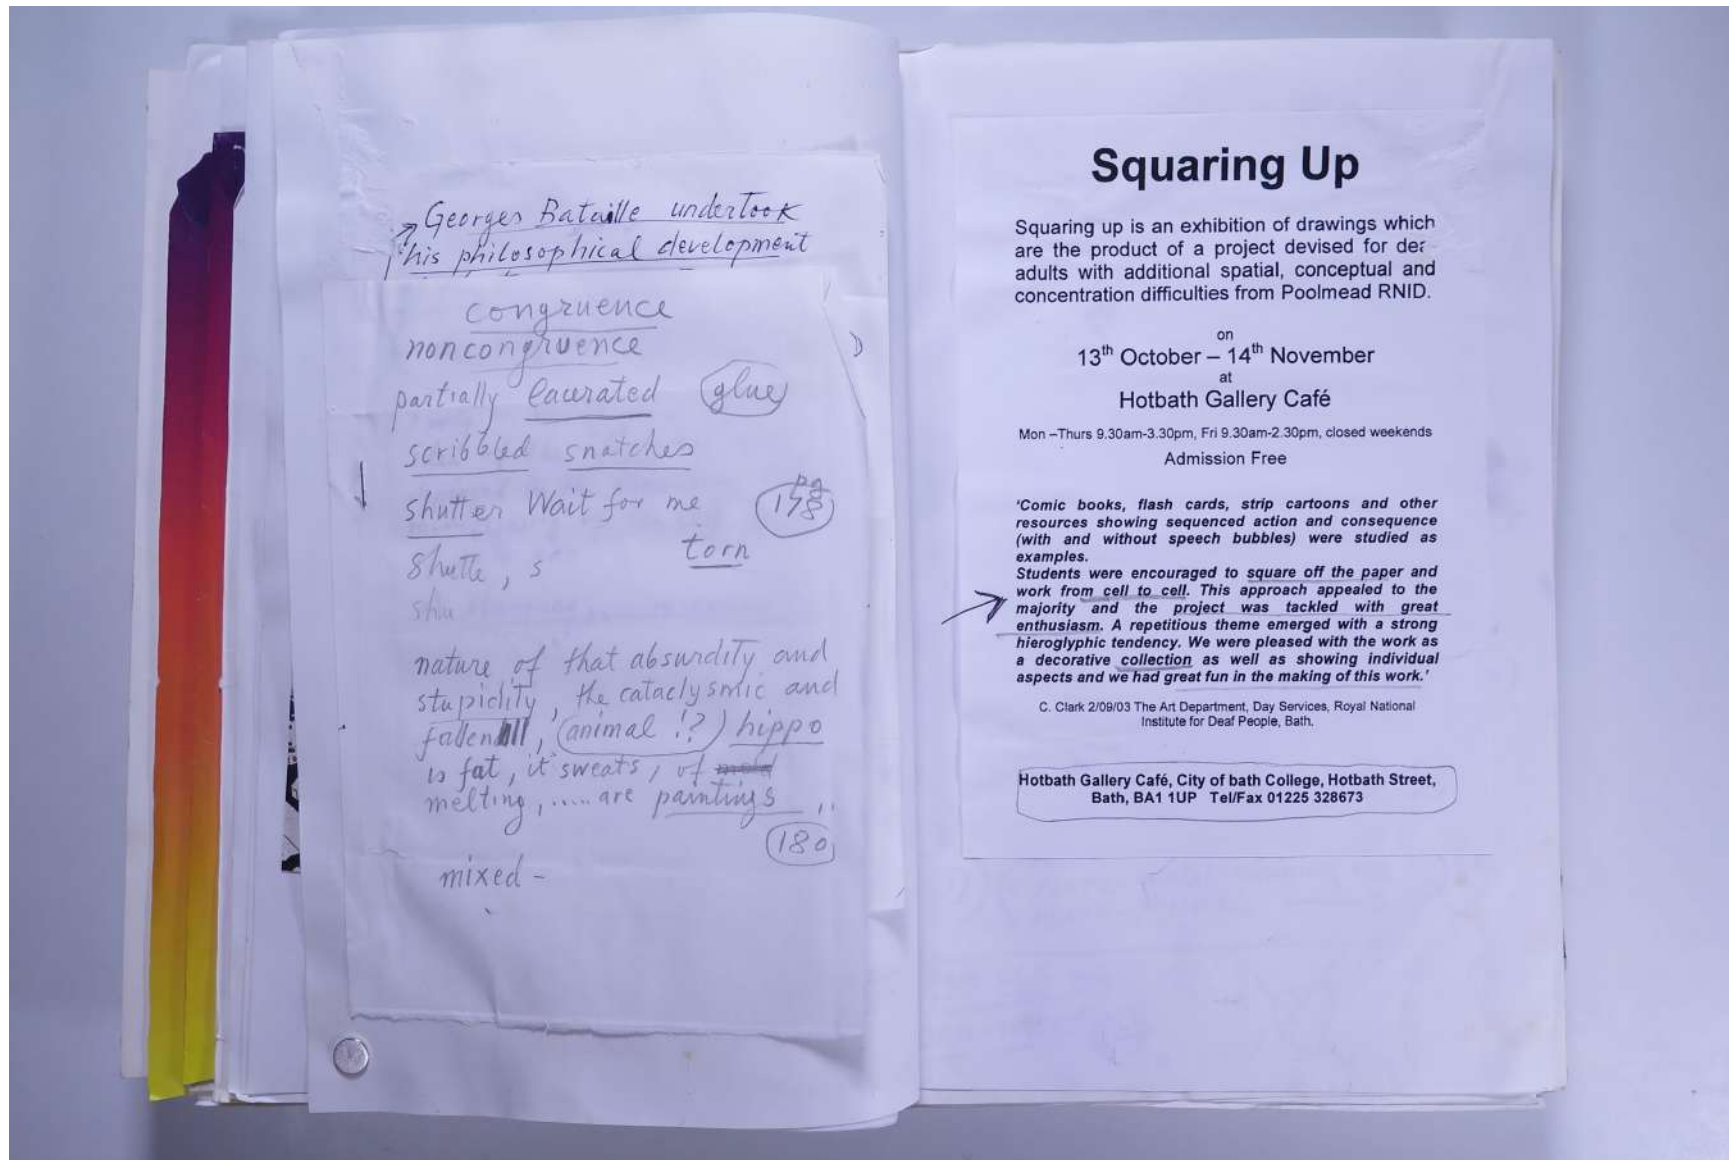 Georges Bataille undertook
his philosophical development
congruence
noncongruence
partially lacerated glue
scribbled snatches
shutter Wait for me pg 178
torn
Shutte, s
shu
nature of that absurdity and
stupidity, the cataclysmic and
fallen, (animal !?) hippo
is fat, it sweats, of
melting, ..... are paintings ..
180
mixed -
Squaring Up
Squaring up is an exhibition of drawings which
are the product of a project devised for
adults with additional spatial, conceptual and
concentration difficulties from Poolmead RNID.
on
13th October – 14th November
at
Hotbath Gallery Café
Mon –Thurs 9.30am-3.30pm, Fri 9.30am-2.30pm, closed weekends
Admission Free
'Comic books, flash cards, strip cartoons and other
resources showing sequenced action and consequence
(with and without speech bubbles) were studied as
examples.
Students were encouraged to square off the paper and
work from cell to cell. This approach appealed to the
majority and the project was tackled with great
enthusiasm. A repetitious theme emerged with a strong
hieroglyphic tendency. We were pleased with the work as
a decorative collection as well as showing individual
aspects and we had great fun in the making of this work.'
C. Clark 2/09/03 The Art Department, Day Services, Royal National
Institute for Deaf People, Bath.
Hotbath Gallery Café, City of bath College, Hotbath Street,
Bath, BA1 1UP Tel/Fax 01225 328673